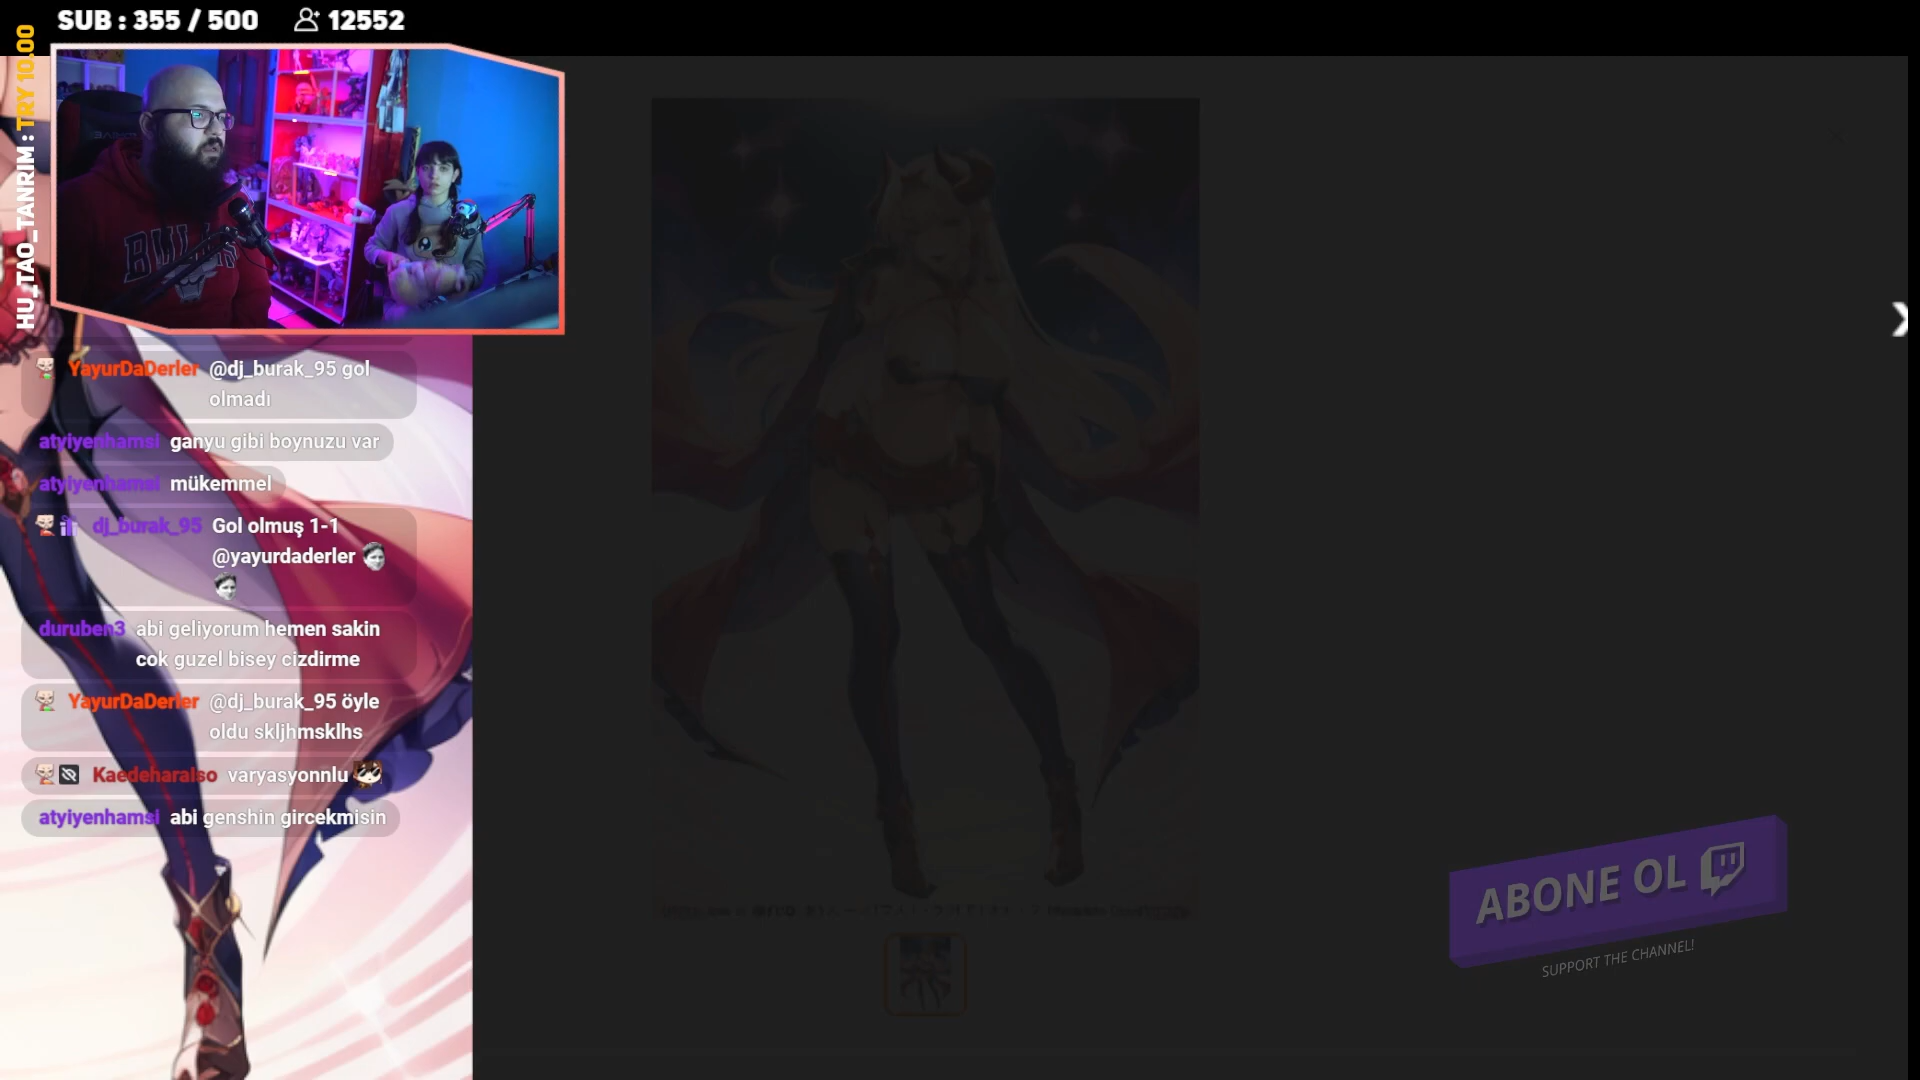 SUB : 355 / 500
12552
HU_TAO_TANRIM : TRY 10.00
BULLS
YayurDaDerler @dj_burak_95 gol
olmadı
atyiyenhamsi ganyu gibi boynuzu var
atyiyenhamsi mükemmel
dj_burak_95 Gol olmuş 1-1
@yayurdaderler
duruben3 abi geliyorum hemen sakin
cok guzel bisey cizdirme
YayurDaDerler @dj_burak_95 öyle
oldu skljhmsklhs
KaedeharaIso varyasyonnlu
atyiyenhamsi abi genshin gircekmisin
ABONE OL
SUPPORT THE CHANNEL!